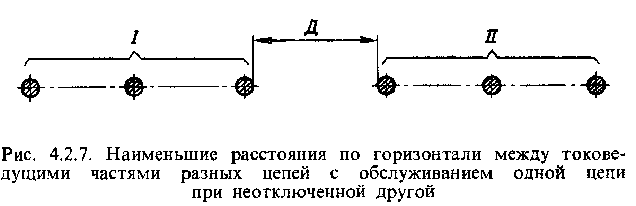 I Д II
Рис. 4.2.7. Наименьшие расстояния по горизонтали между токове-
дущими частями разных цепей с обслуживанием одной цепи
при неотключенной другой